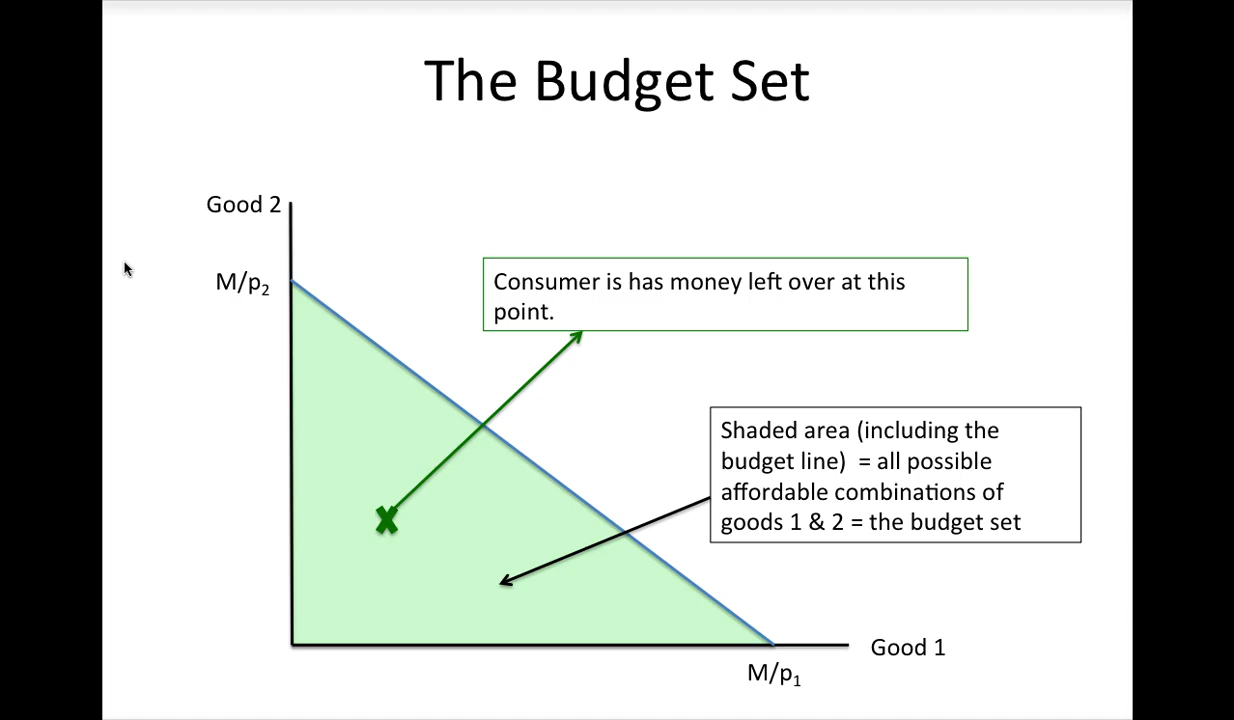 The Budget Set
Good 2
M/p₂
Consumer is has money left over at this
point.
Shaded area (including the
budget line)  = all possible
affordable combinations of
goods 1 & 2 = the budget set
Good 1
M/p₁